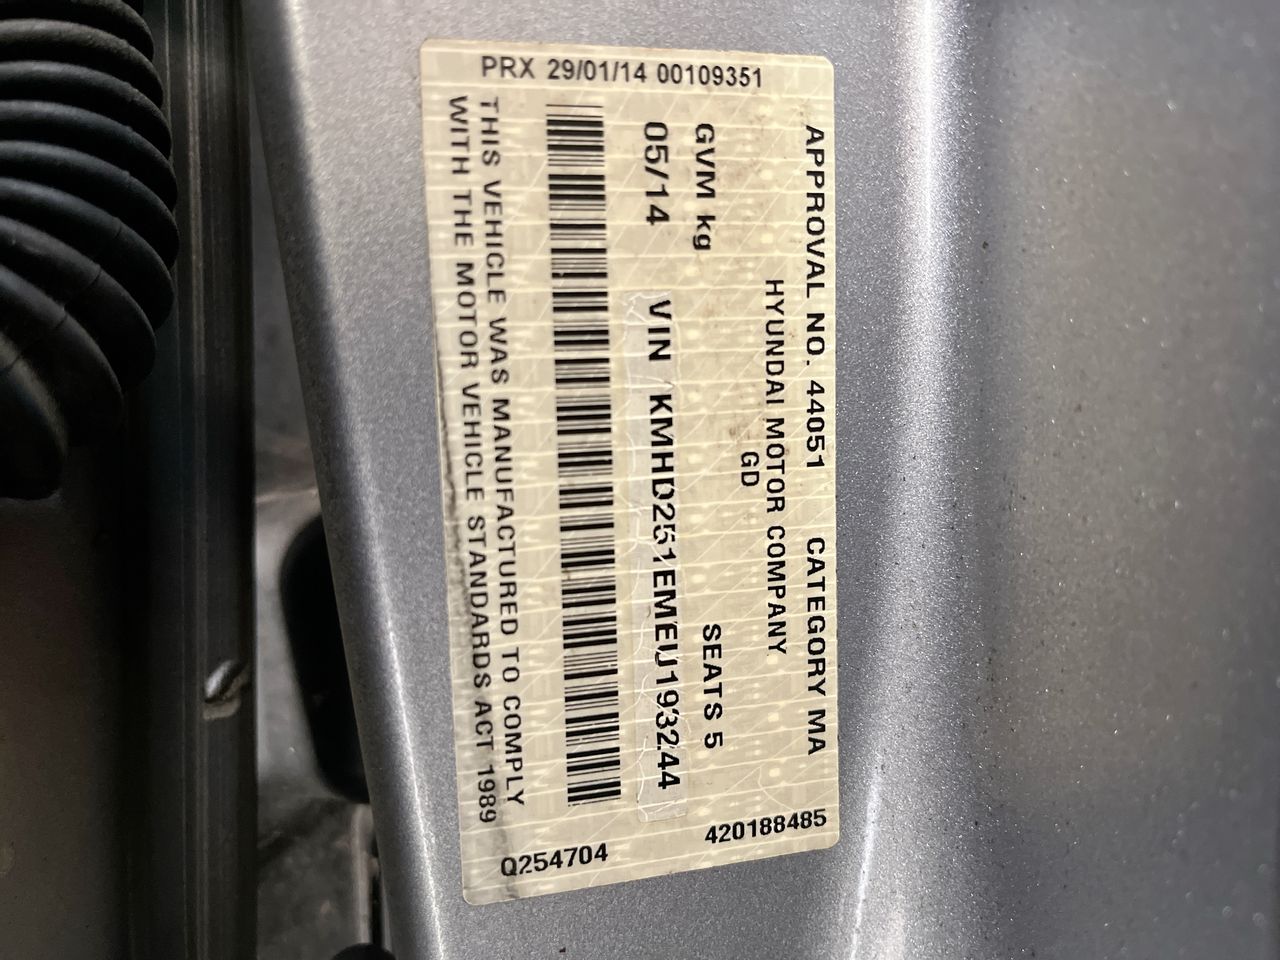 PRX 29/01/14 00109351
APPROVAL NO. 44051 CATEGORY MA
HYUNDAI MOTOR COMPANY
GD
GVM kg SEATS 5
05/14 VIN KMHD251EMEU193244
THIS VEHICLE WAS MANUFACTURED TO COMPLY
WITH THE MOTOR VEHICLE STANDARDS ACT 1989
420188485
Q254704